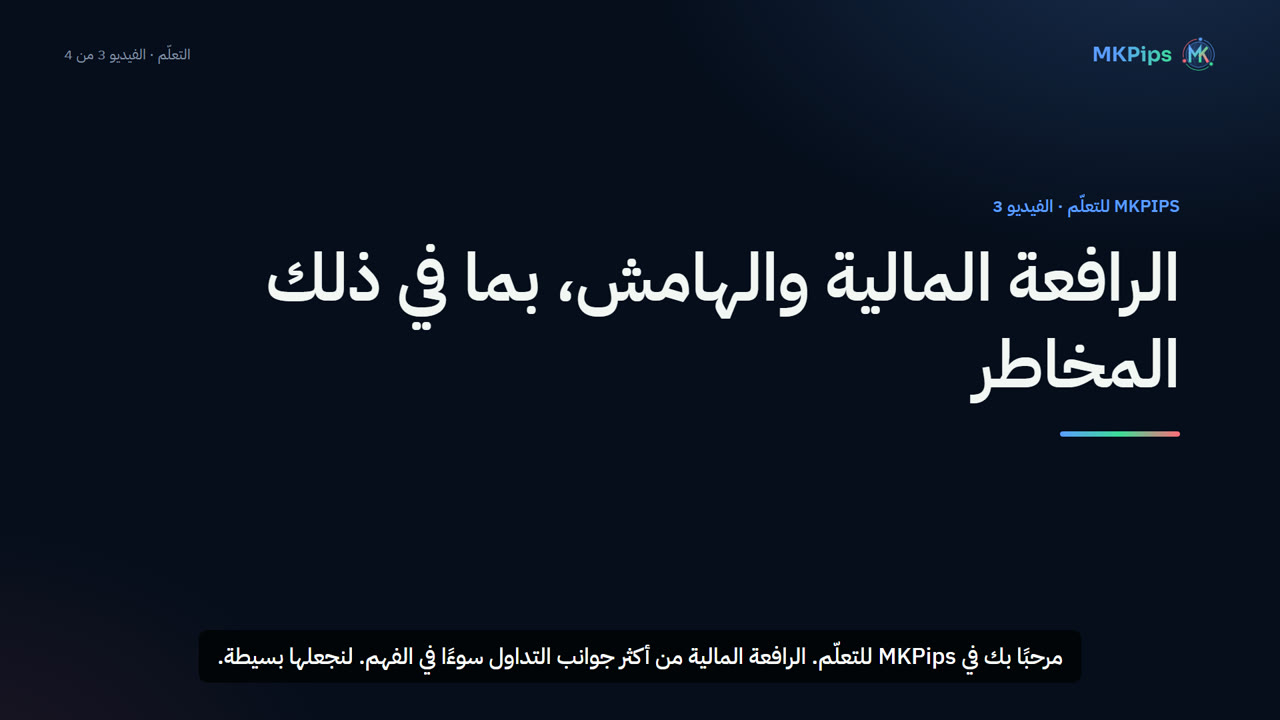 MKPips
التعلّم · الفيديو 3 من 4
MKPIPS للتعلّم · الفيديو 3
الرافعة المالية والهامش، بما في ذلك
المخاطر
مرحبًا بك في MKPips للتعلّم. الرافعة المالية من أكثر جوانب التداول سوءًا في الفهم. لنجعلها بسيطة.